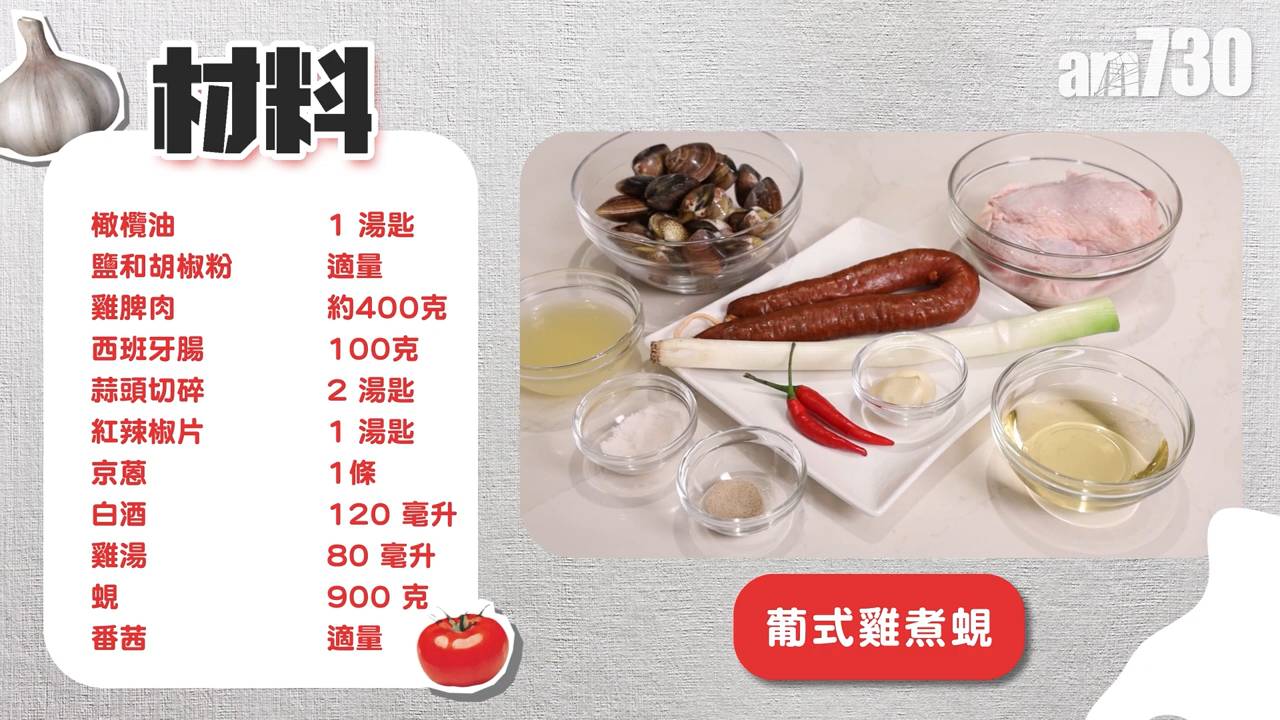 材料
am730
橄欖油 1 湯匙
鹽和胡椒粉 適量
雞脾肉 約400克
西班牙腸 100克
蒜頭切碎 2 湯匙
紅辣椒片 1 湯匙
京蔥 1條
白酒 120 毫升
雞湯 80 毫升
蜆 900 克
番茜 適量
葡式雞煮蜆